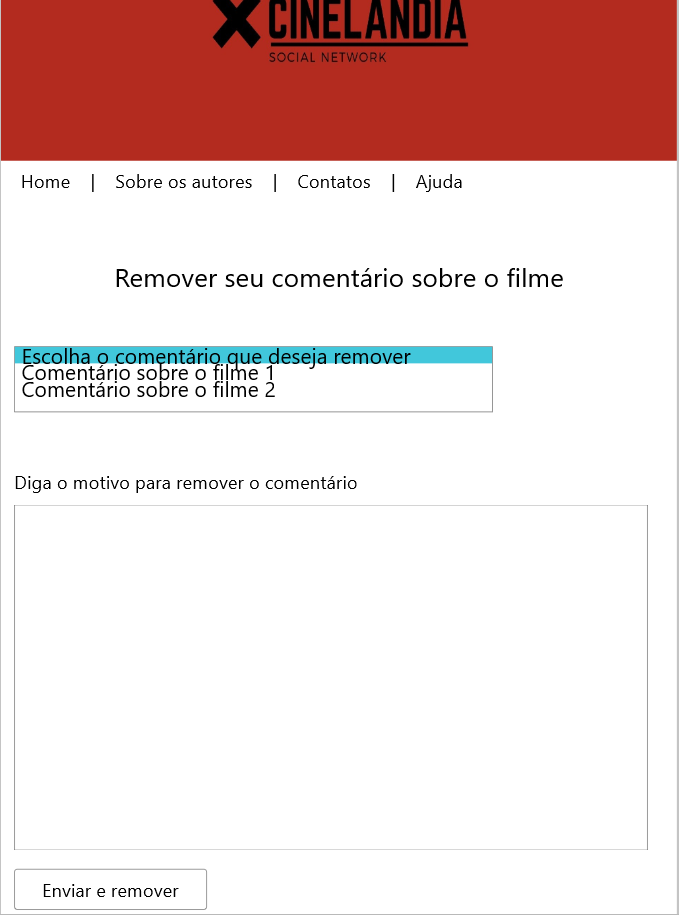 CINELANDIA
SOCIAL NETWORK
Home | Sobre os autores | Contatos | Ajuda
Remover seu comentário sobre o filme
Escolha o comentário que deseja remover
Comentário sobre o filme 1
Comentário sobre o filme 2
Diga o motivo para remover o comentário
Enviar e remover